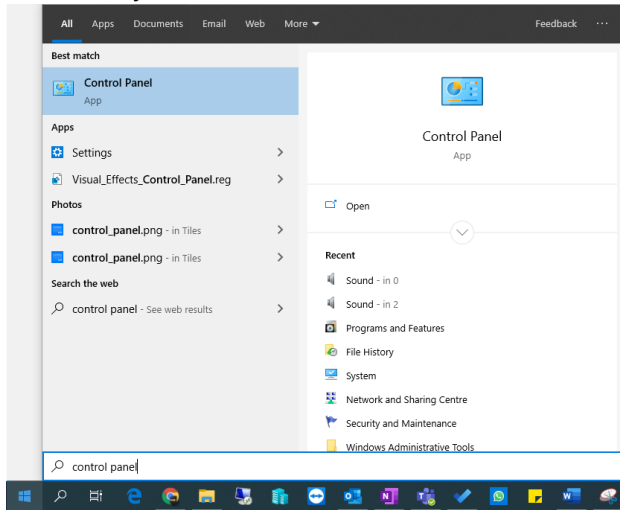 All Apps Documents Email Web More Feedback ...
Best match
Control Panel
App
Apps
Settings
Visual_Effects_Control_Panel.reg
Photos
control_panel.png - in Tiles
control_panel.png - in Tiles
Search the web
control panel - See web results
Control Panel
App
Open
Recent
Sound - in 0
Sound - in 2
Programs and Features
File History
System
Network and Sharing Centre
Security and Maintenance
Windows Administrative Tools
control panel